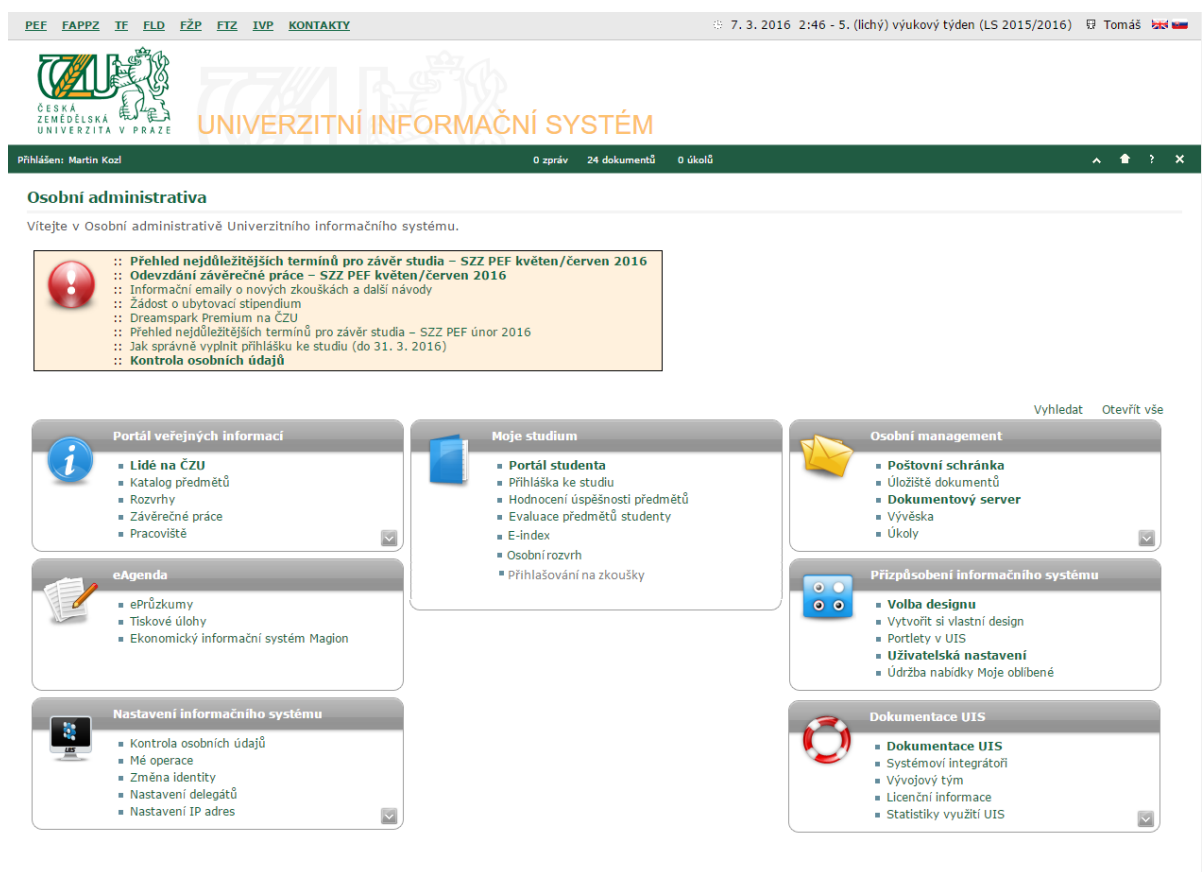 PEF FAPPZ TF FLD FŽP FTZ IVP KONTAKTY
7. 3. 2016 2:46 - 5. (lichý) výukový týden (LS 2015/2016) Tomáš
ČESKÁ
ZEMĚDĚLSKÁ
UNIVERZITA V PRAZE
UNIVERZITNÍ INFORMAČNÍ SYSTÉM
Přihlášen: Martin Kozl
0 zpráv 24 dokumentů 0 úkolů
?
Osobní administrativa
Vítejte v Osobní administrativě Univerzitního informačního systému.
:: Přehled nejdůležitějších termínů pro závěr studia – SZZ PEF květen/červen 2016
:: Odevzdání závěrečné práce – SZZ PEF květen/červen 2016
:: Informační emaily o nových zkouškách a další návody
:: Žádost o ubytovací stipendium
:: Dreamspark Premium na ČZU
:: Přehled nejdůležitějších termínů pro závěr studia – SZZ PEF únor 2016
:: Jak správně vyplnit přihlášku ke studiu (do 31. 3. 2016)
:: Kontrola osobních údajů
Vyhledat Otevřít vše
Portál veřejných informací
Lidé na ČZU
Katalog předmětů
Rozvrhy
Závěrečné práce
Pracoviště
eAgenda
ePrůzkumy
Tiskové úlohy
Ekonomický informační systém Magion
Nastavení informačního systému
Kontrola osobních údajů
Mé operace
Změna identity
Nastavení delegátů
Nastavení IP adres
Moje studium
Portál studenta
Přihláška ke studiu
Hodnocení úspěšnosti předmětů
Evaluace předmětů studenty
E-index
Osobní rozvrh
Přihlašování na zkoušky
Osobní management
Poštovní schránka
Úložiště dokumentů
Dokumentový server
Vývěska
Úkoly
Přizpůsobení informačního systému
Volba designu
Vytvořit si vlastní design
Portlety v UIS
Uživatelská nastavení
Údržba nabídky Moje oblíbené
Dokumentace UIS
Dokumentace UIS
Systémoví integrátoři
Vývojový tým
Licenční informace
Statistiky využití UIS